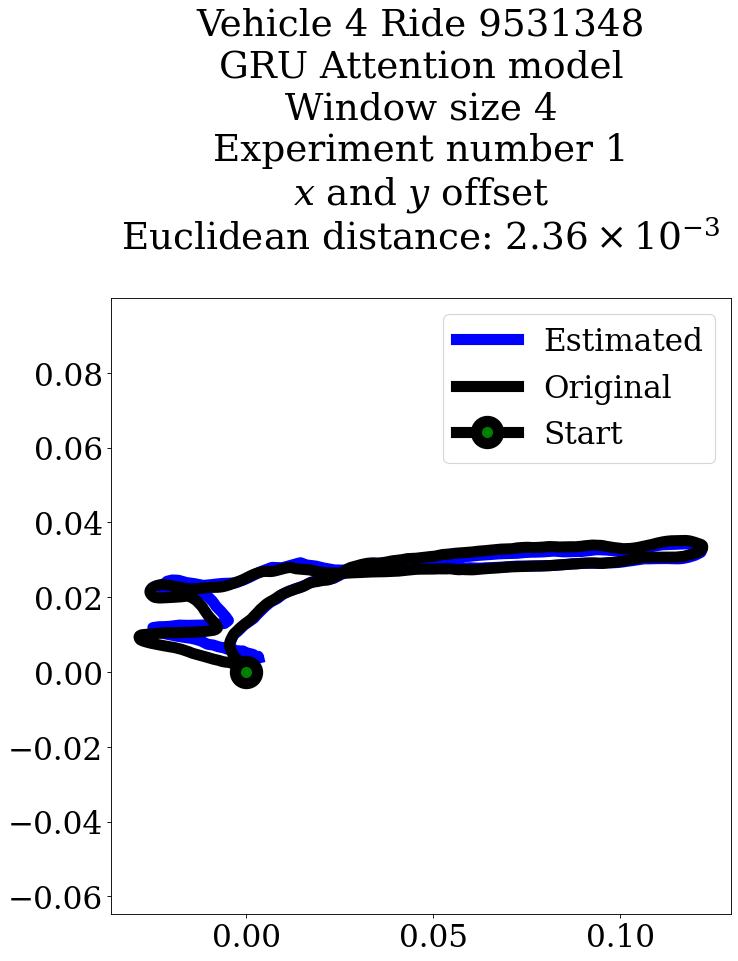 Vehicle 4 Ride 9531348
GRU Attention model
Window size 4
Experiment number 1
x and y offset
Euclidean distance: 2.36 × 10⁻³
Estimated
Original
Start
0.08
0.06
0.04
0.02
0.00
−0.02
−0.04
−0.06
0.00 0.05 0.10